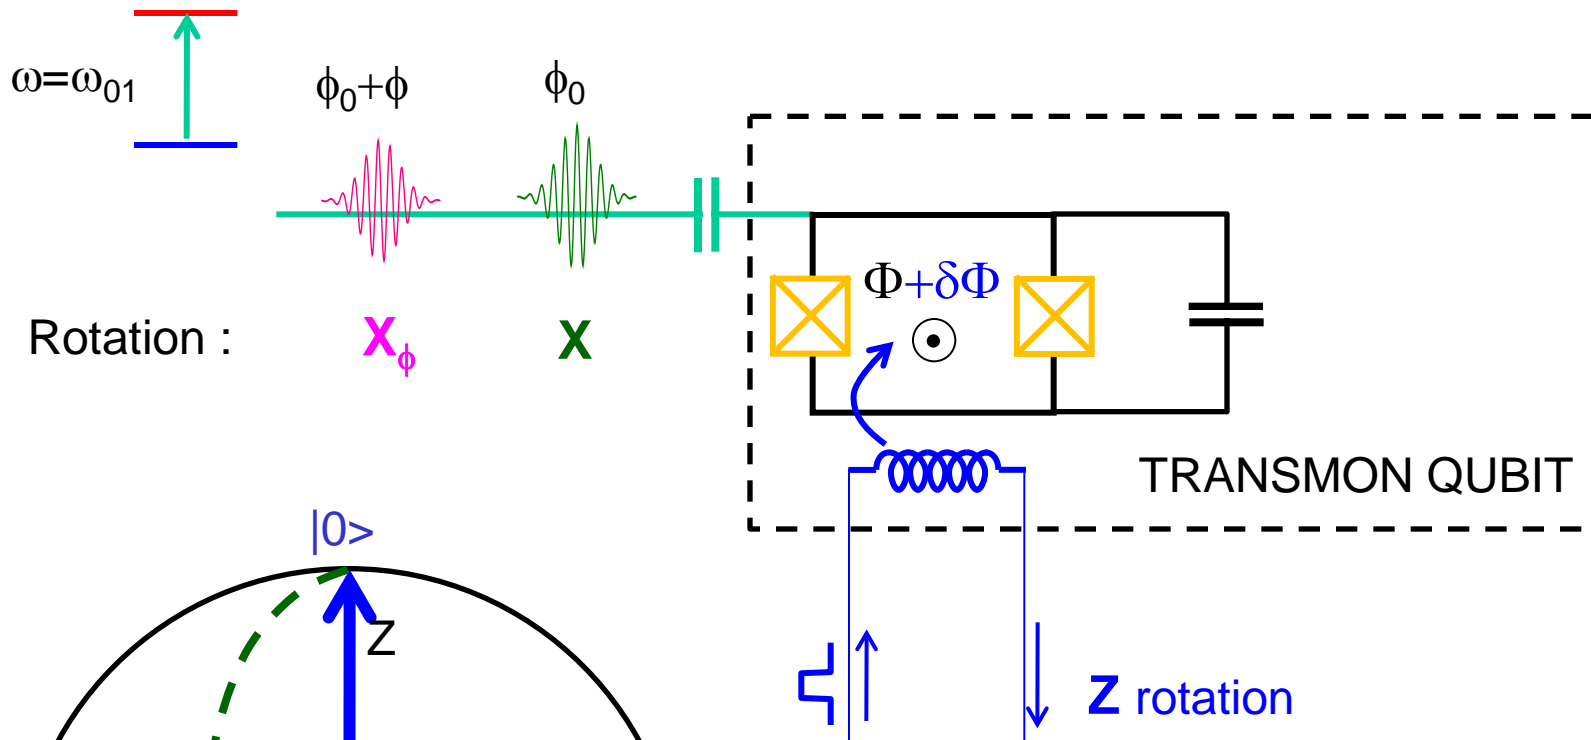 ω=ω01
ϕ0+ϕ
ϕ0
Φ+δΦ
Rotation :
Xϕ
X
TRANSMON QUBIT
|0>
Z
Z rotation